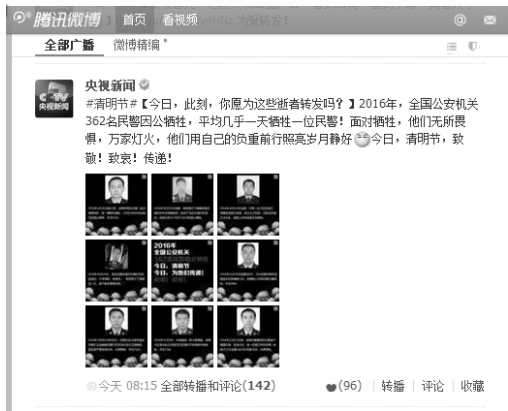 腾讯微博 首页 看视频
全部广播 微博精编
央视新闻
#清明节#【今日，此刻，你愿为这些逝者转发吗？】2016年，全国公安机关
362名民警因公牺牲，平均几乎一天牺牲一位民警！面对牺牲，他们无所畏
惧，万家灯火，他们用自己的负重前行照亮岁月静好 今日，清明节，致
敬！致哀！传递！
CCTV
央视新闻
2016年
全国公安机关
今日，清明节
今日，为他们传递！
今天 08:15 全部转播和评论(142)
(96) 转播 评论 收藏